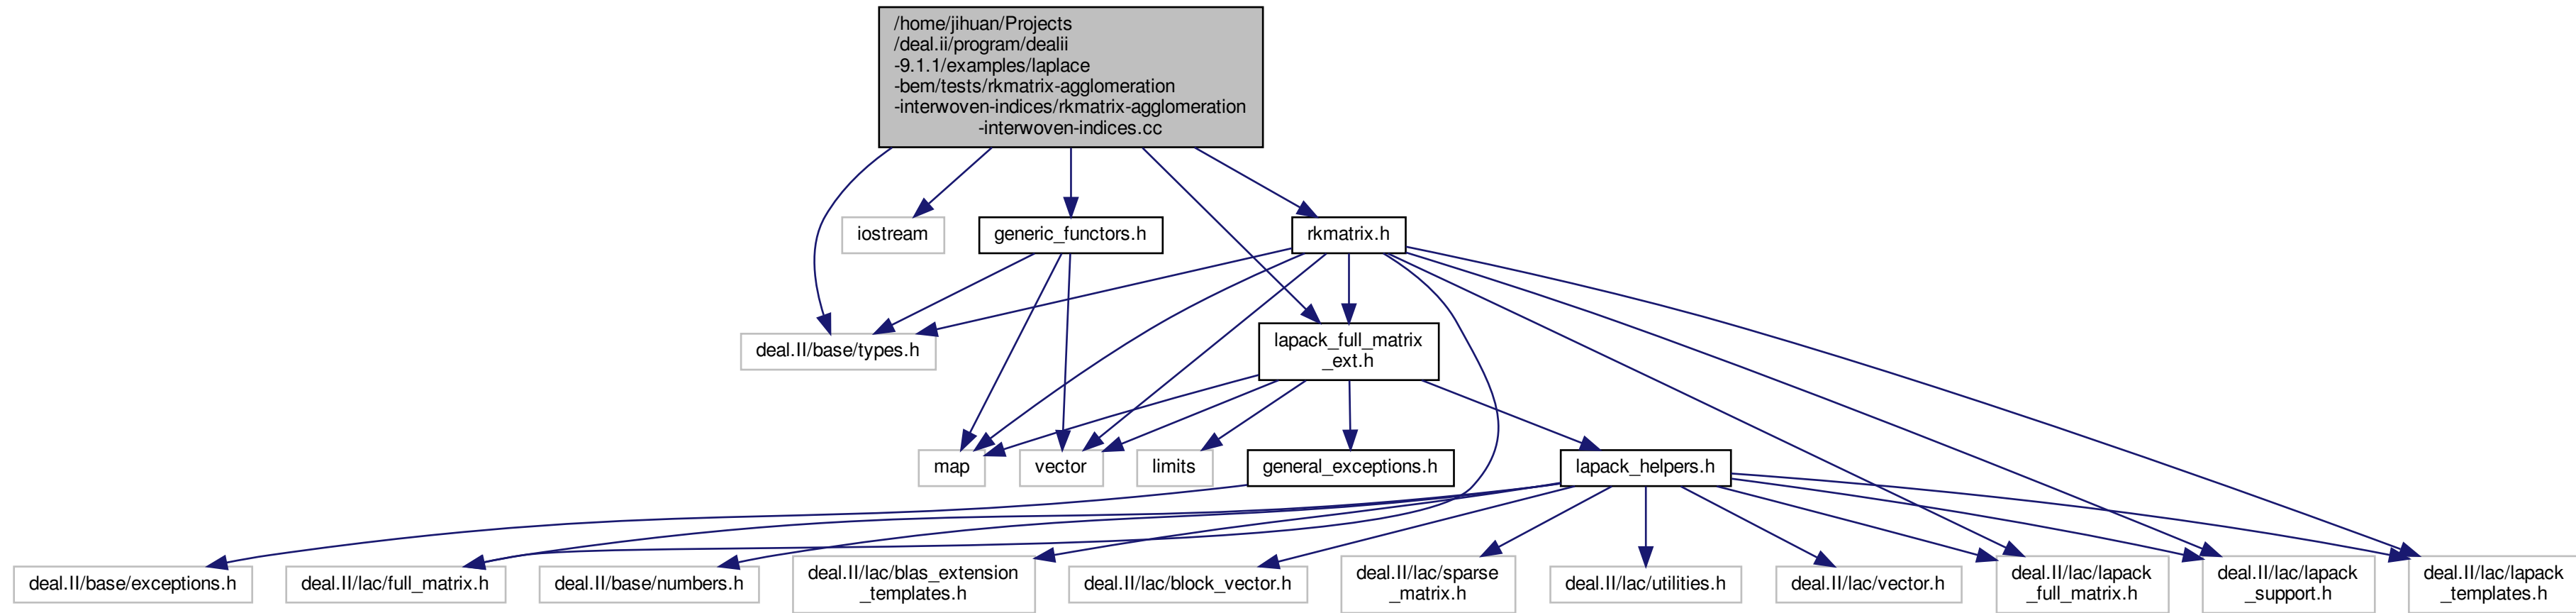 /home/jihuan/Projects
/deal.ii/program/dealii
-9.1.1/examples/laplace
-bem/tests/rkmatrix-agglomeration
-interwoven-indices/rkmatrix-agglomeration
-interwoven-indices.cc
iostream
generic_functors.h
rkmatrix.h
deal.II/base/types.h
lapack_full_matrix
_ext.h
map
vector
limits
general_exceptions.h
lapack_helpers.h
deal.II/base/exceptions.h
deal.II/lac/full_matrix.h
deal.II/base/numbers.h
deal.II/lac/blas_extension
_templates.h
deal.II/lac/block_vector.h
deal.II/lac/sparse
_matrix.h
deal.II/lac/utilities.h
deal.II/lac/vector.h
deal.II/lac/lapack
_full_matrix.h
deal.II/lac/lapack
_support.h
deal.II/lac/lapack
_templates.h